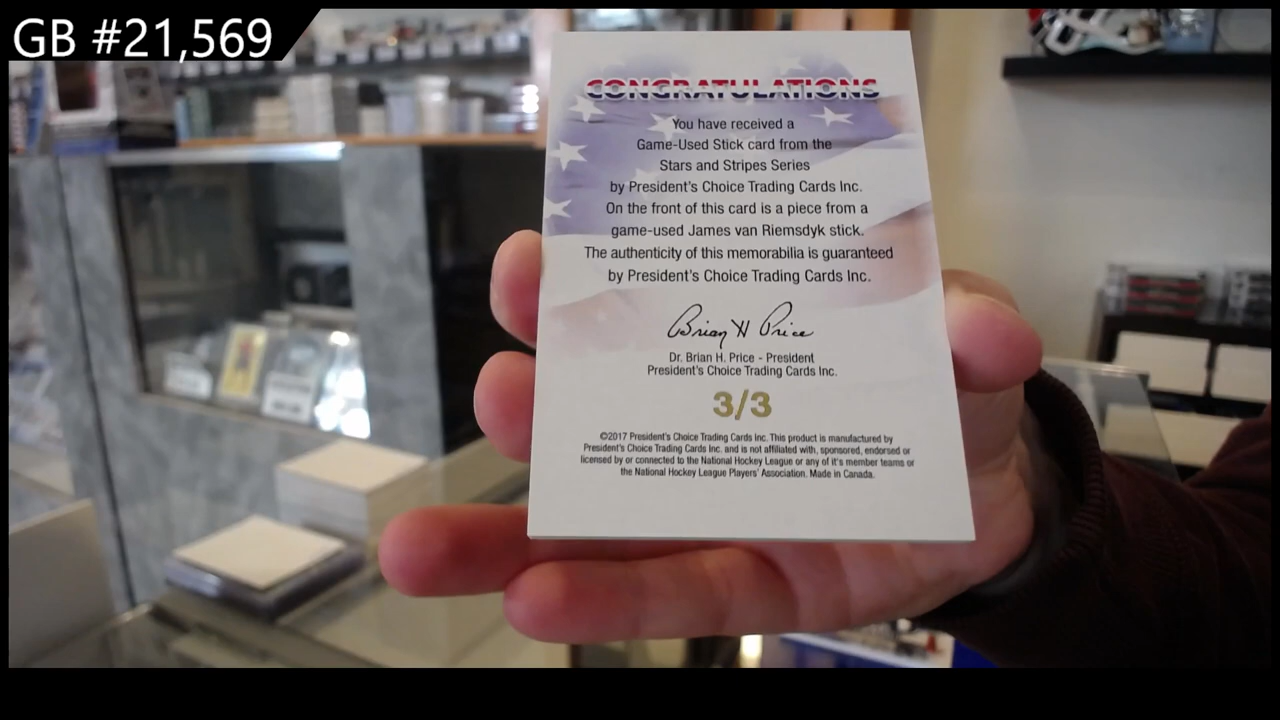 GB #21,569
CONGRATULATIONS
You have received a
Game-Used Stick card from the
Stars and Stripes Series
by President's Choice Trading Cards Inc.
On the front of this card is a piece from a
game-used James van Riemsdyk stick.
The authenticity of this memorabilia is guaranteed
by President's Choice Trading Cards Inc.
Brian H Price
Dr. Brian H. Price - President
President's Choice Trading Cards Inc.
3/3
©2017 President's Choice Trading Cards Inc. This product is manufactured by
President's Choice Trading Cards Inc. and is not affiliated with, sponsored, endorsed or
licensed by or connected to the National Hockey League or any of it's member teams or
the National Hockey League Players' Association. Made in Canada.